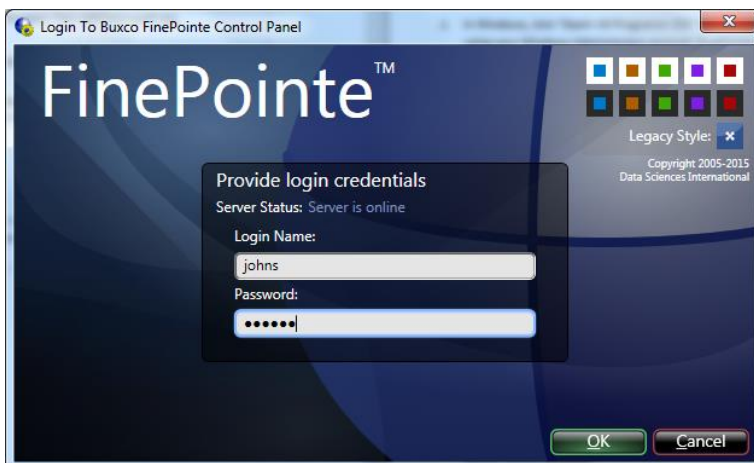 Login To Buxco FinePointe Control Panel
FinePointe™
Legacy Style:
Copyright 2005-2015
Data Sciences International
Provide login credentials
Server Status: Server is online
Login Name:
johns
Password:
●●●●●●
OK
Cancel